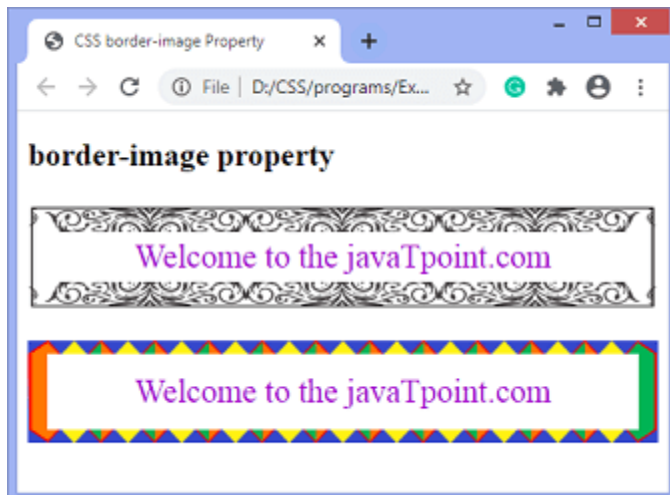 CSS border-image Property
File | D:/CSS/programs/Ex...
border-image property
Welcome to the javaTpoint.com
Welcome to the javaTpoint.com